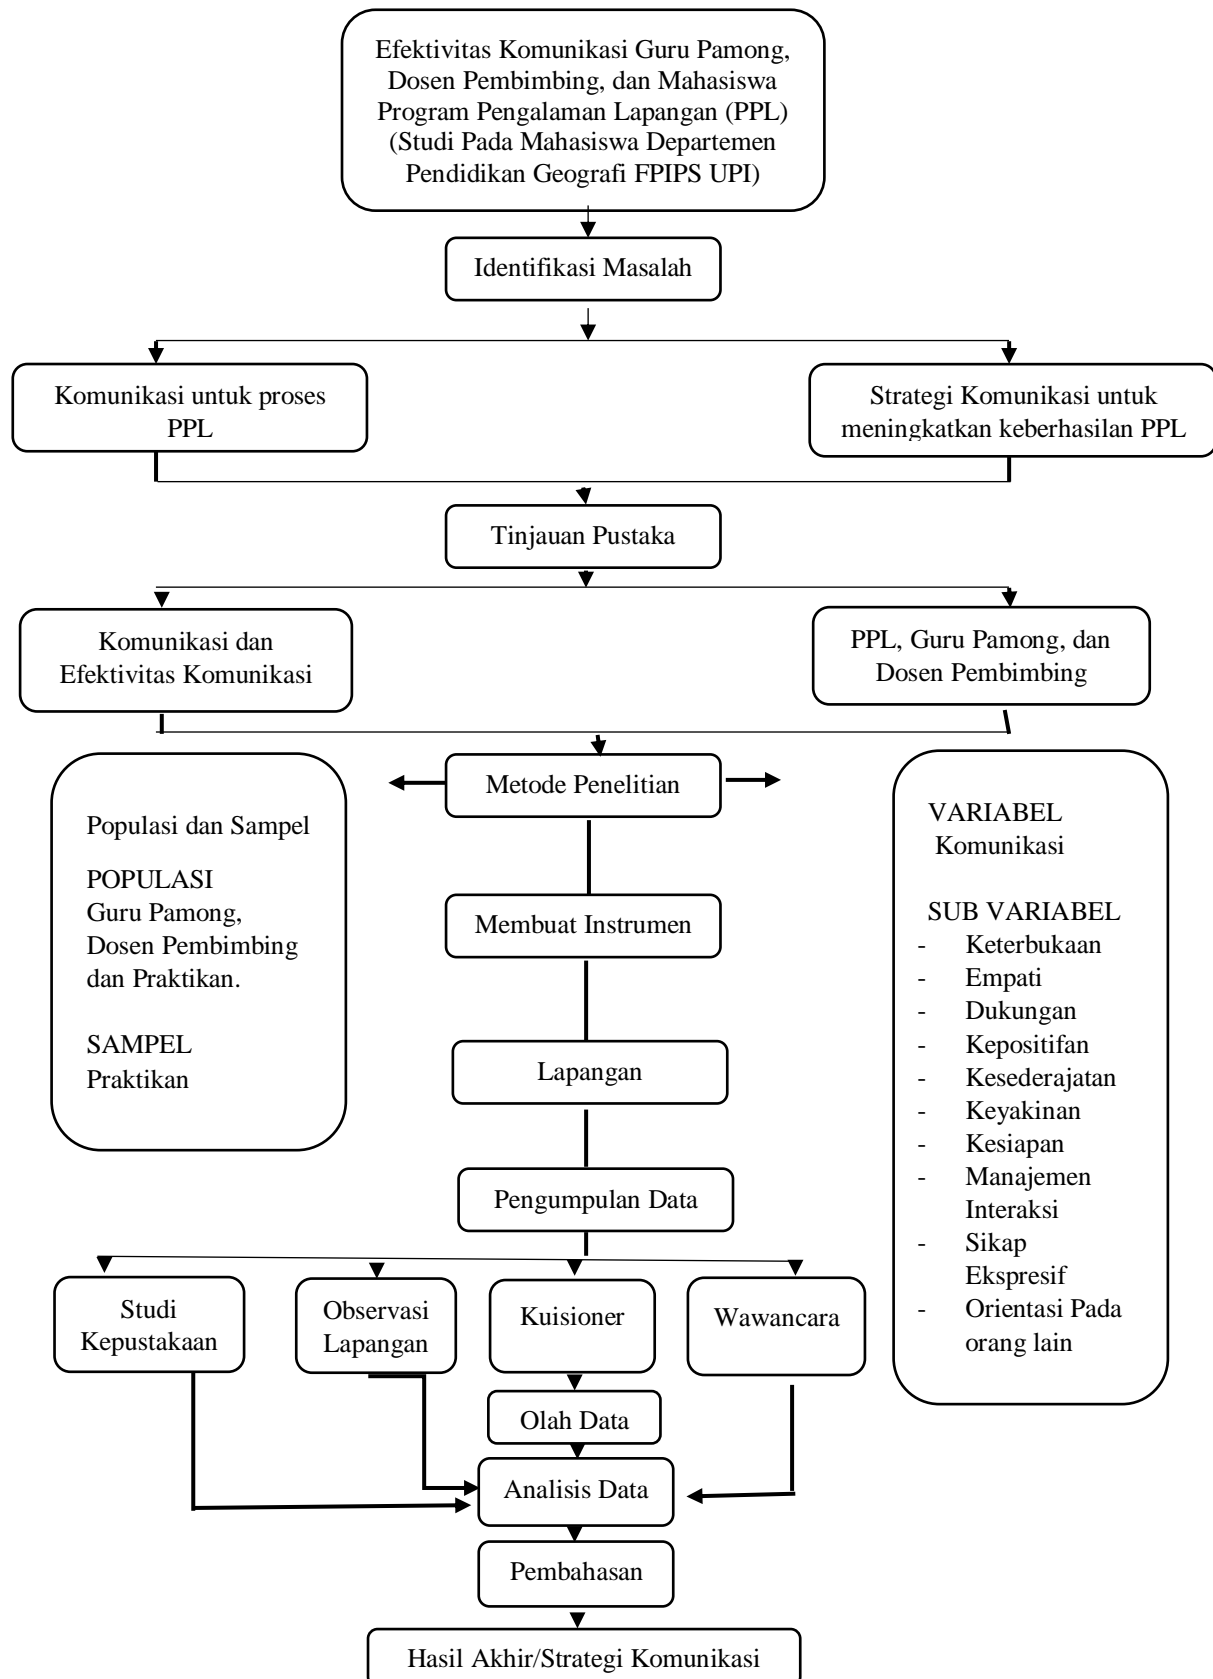 Efektivitas Komunikasi Guru Pamong,
Dosen Pembimbing, dan Mahasiswa
Program Pengalaman Lapangan (PPL)
(Studi Pada Mahasiswa Departemen
Pendidikan Geografi FPIPS UPI)
Identifikasi Masalah
Komunikasi untuk proses
PPL
Strategi Komunikasi untuk
meningkatkan keberhasilan PPL
Tinjauan Pustaka
Komunikasi dan
Efektivitas Komunikasi
PPL, Guru Pamong, dan
Dosen Pembimbing
Metode Penelitian
Populasi dan Sampel
POPULASI
Guru Pamong,
Dosen Pembimbing
dan Praktikan.
SAMPEL
Praktikan
VARIABEL
Komunikasi
SUB VARIABEL
- Keterbukaan
- Empati
- Dukungan
- Kepositifan
- Kesederajatan
- Keyakinan
- Kesiapan
- Manajemen
Interaksi
- Sikap
Ekspresif
- Orientasi Pada
orang lain
Membuat Instrumen
Lapangan
Pengumpulan Data
Studi
Kepustakaan
Observasi
Lapangan
Kuisioner
Wawancara
Olah Data
Analisis Data
Pembahasan
Hasil Akhir/Strategi Komunikasi